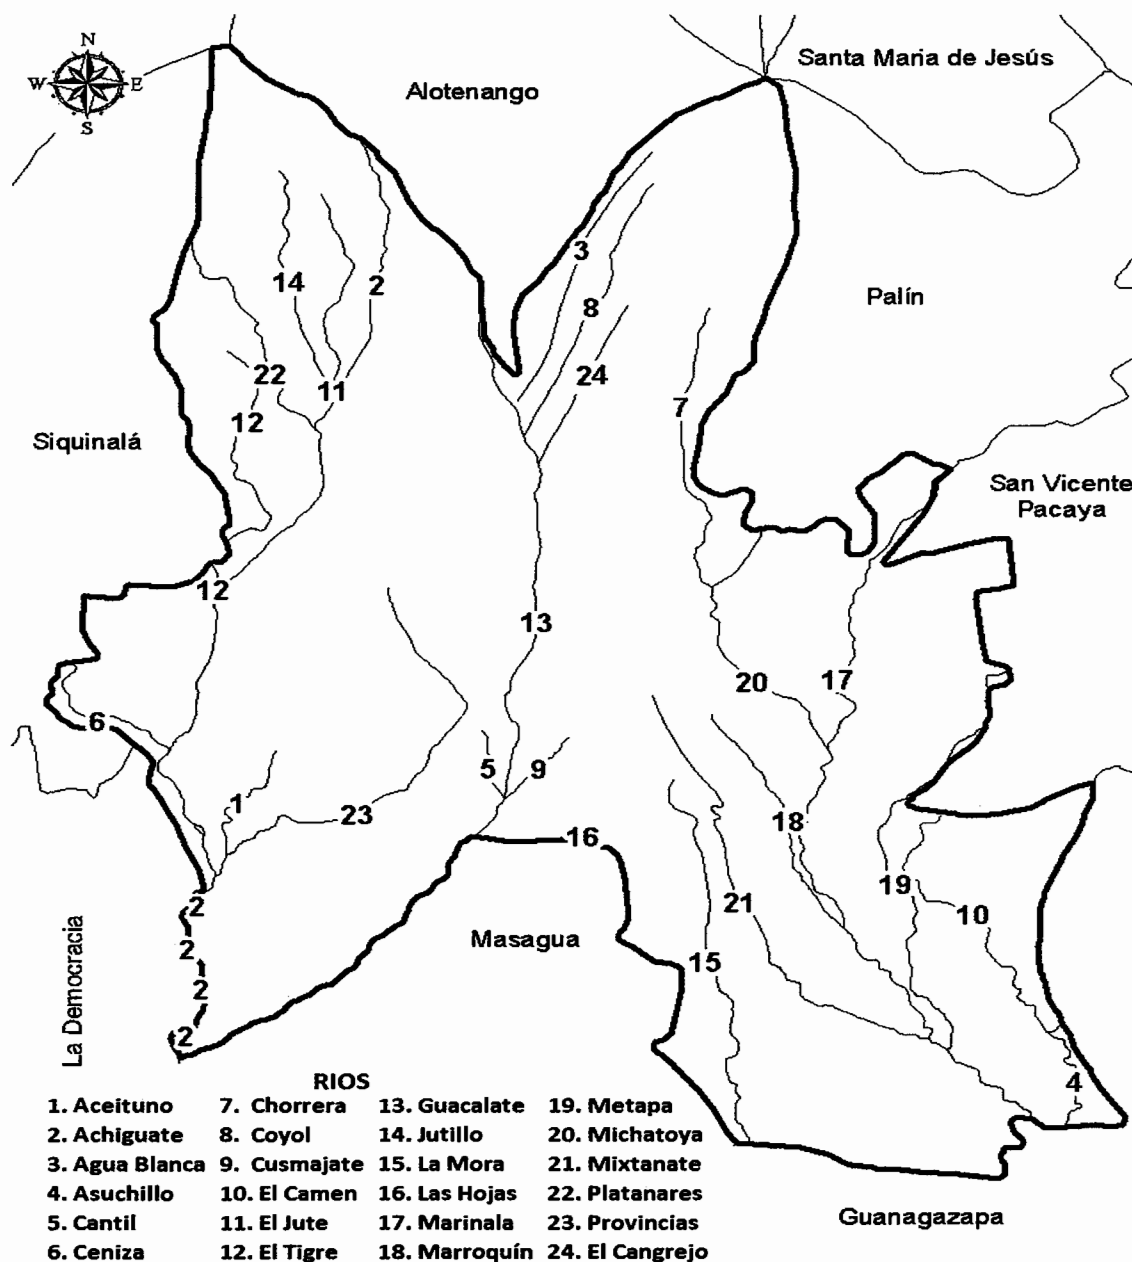 N
Santa Maria de Jesús
W E
Alotenango
S
3
14 2
Palín
8
22 24
11
7
12
Siquinalá
San Vicente
Pacaya
12
13
20 17
6
5 9
1
23
18
16
19
2
21
10
Masagua
2
15
La Democracia
2
2
4
RIOS
1. Aceituno 7. Chorrera 13. Guacalate 19. Metapa
2. Achiguate 8. Coyol 14. Jutillo 20. Michatoya
3. Agua Blanca 9. Cusmajate 15. La Mora 21. Mixtanate
4. Asuchillo 10. El Camen 16. Las Hojas 22. Platanares
5. Cantil 11. El Jute 17. Marinala 23. Provincias
6. Ceniza 12. El Tigre 18. Marroquín 24. El Cangrejo
Guanagazapa